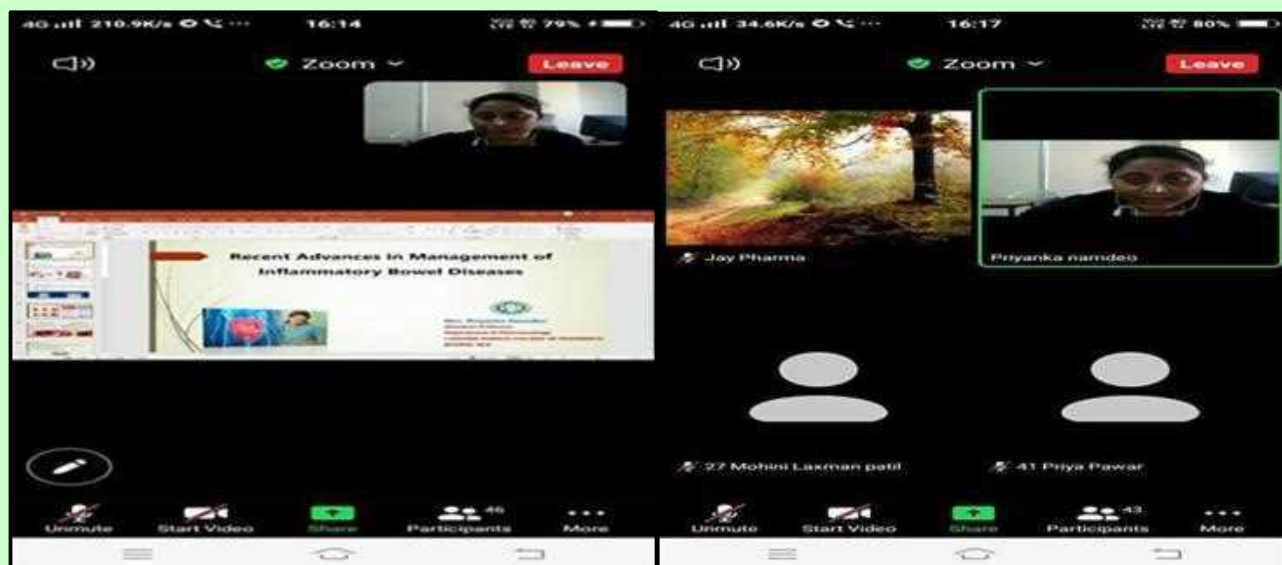 4G 210.9K/s ... 16:14 79%
Zoom
Leave
Recent Advances in Management of
Inflammatory Bowel Diseases
Unmute
Start Video
Share
46
Participants
More
4G 34.6K/s ... 16:17 80%
Zoom
Leave
Jay Pharma
Priyanka namdeo
27 Mohini Laxman patil
41 Priya Pawar
Unmute
Start Video
Share
43
Participants
More